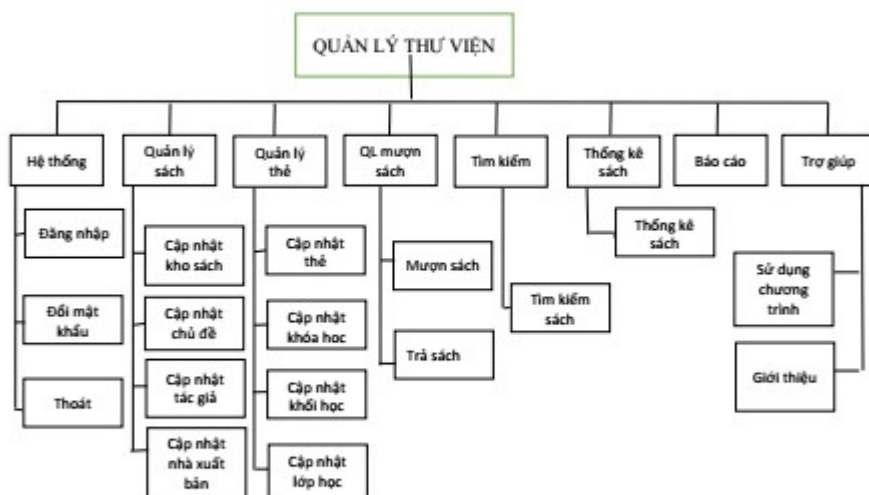 QUẢN LÝ THƯ VIỆN
Hệ thống
Quản lý
sách
Quản lý
thẻ
QL mượn
sách
Tìm kiếm
Thống kê
sách
Báo cáo
Trợ giúp
Đăng nhập
Đổi mật
khẩu
Thoát
Cập nhật
kho sách
Cập nhật
chủ đề
Cập nhật
tác giả
Cập nhật
nhà xuất
bản
Cập nhật
thẻ
Cập nhật
khóa học
Cập nhật
khối học
Cập nhật
lớp học
Mượn sách
Trả sách
Tìm kiếm
sách
Thống kê
sách
Sử dụng
chương
trình
Giới thiệu